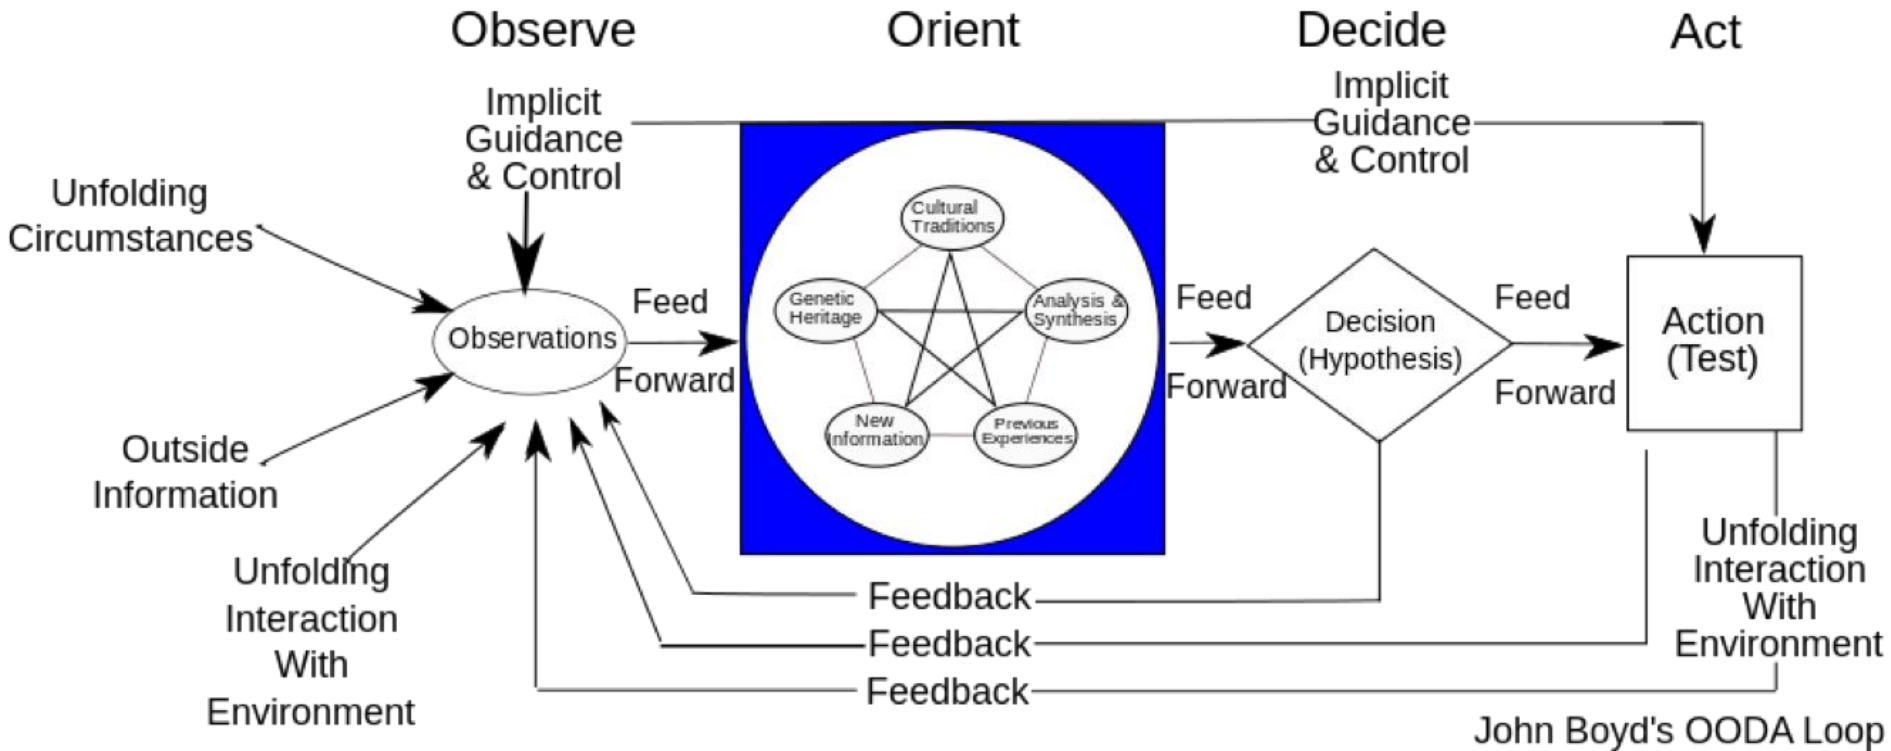 Observe
Orient
Decide
Act
Implicit
Guidance
& Control
Implicit
Guidance
& Control
Unfolding
Circumstances
Observations
Outside
Information
Unfolding
Interaction
With
Environment
Feed
Forward
Cultural
Traditions
Genetic
Heritage
Analysis &
Synthesis
New
Information
Previous
Experiences
Feed
Forward
Decision
(Hypothesis)
Feed
Forward
Action
(Test)
Unfolding
Interaction
With
Environment
Feedback
Feedback
Feedback
John Boyd's OODA Loop